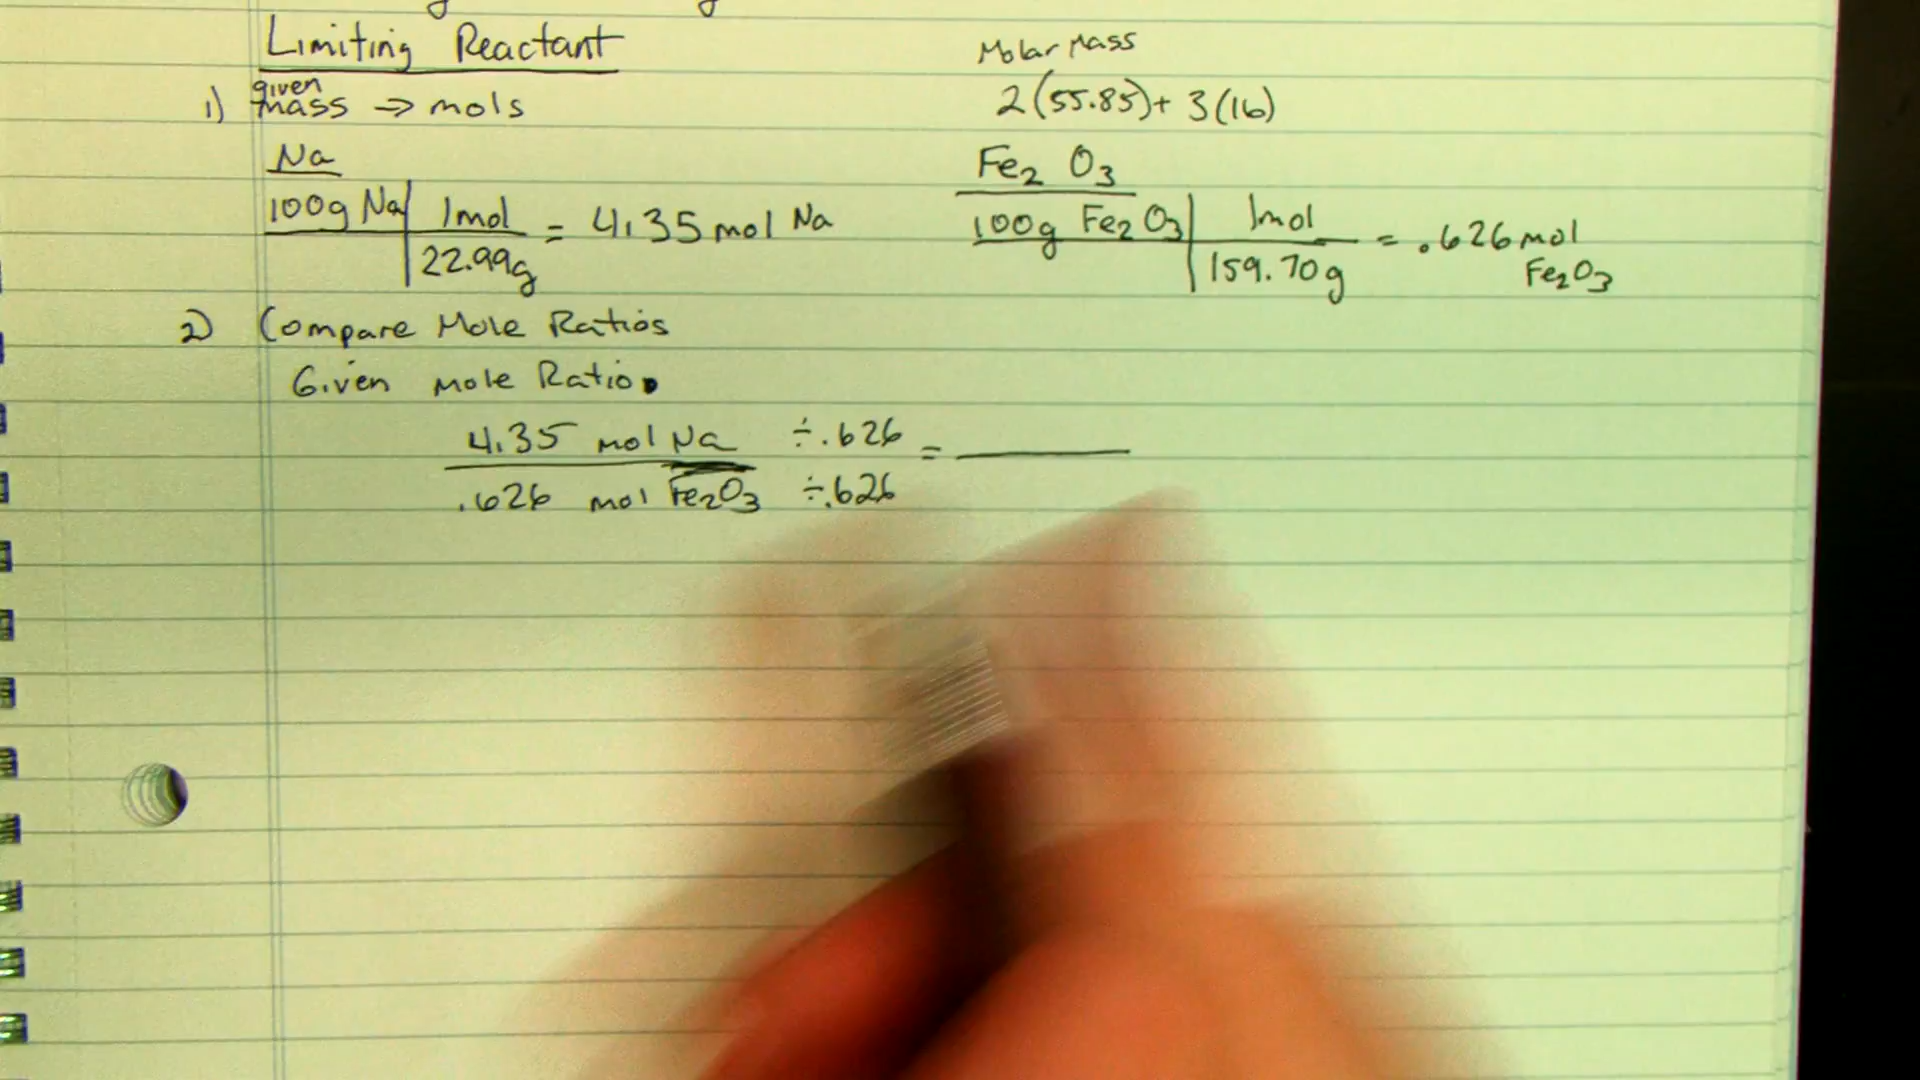 Limiting Reactant
1) given mass → mols
Na
100g Na | 1mol = 4.35 mol Na
22.99g
Molar Mass
2(55.85) + 3(16)
Fe2 O3
100g Fe2O3 | 1mol = .626 mol
159.70g Fe2O3
2) Compare Mole Ratios
Given Mole Ratio
4.35 mol Na ÷.626 =
.626 mol Fe2O3 ÷.626